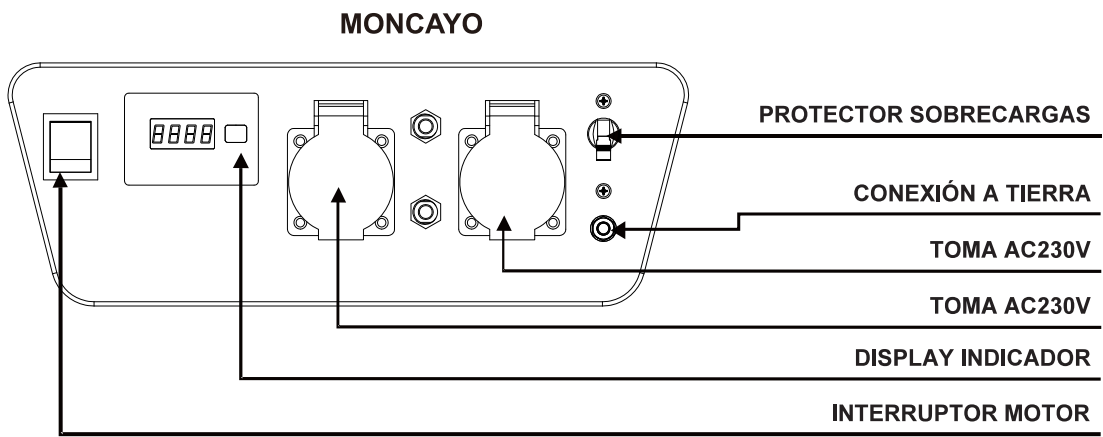 MONCAYO
8888
PROTECTOR SOBRECARGAS
CONEXIÓN A TIERRA
TOMA AC230V
TOMA AC230V
DISPLAY INDICADOR
INTERRUPTOR MOTOR